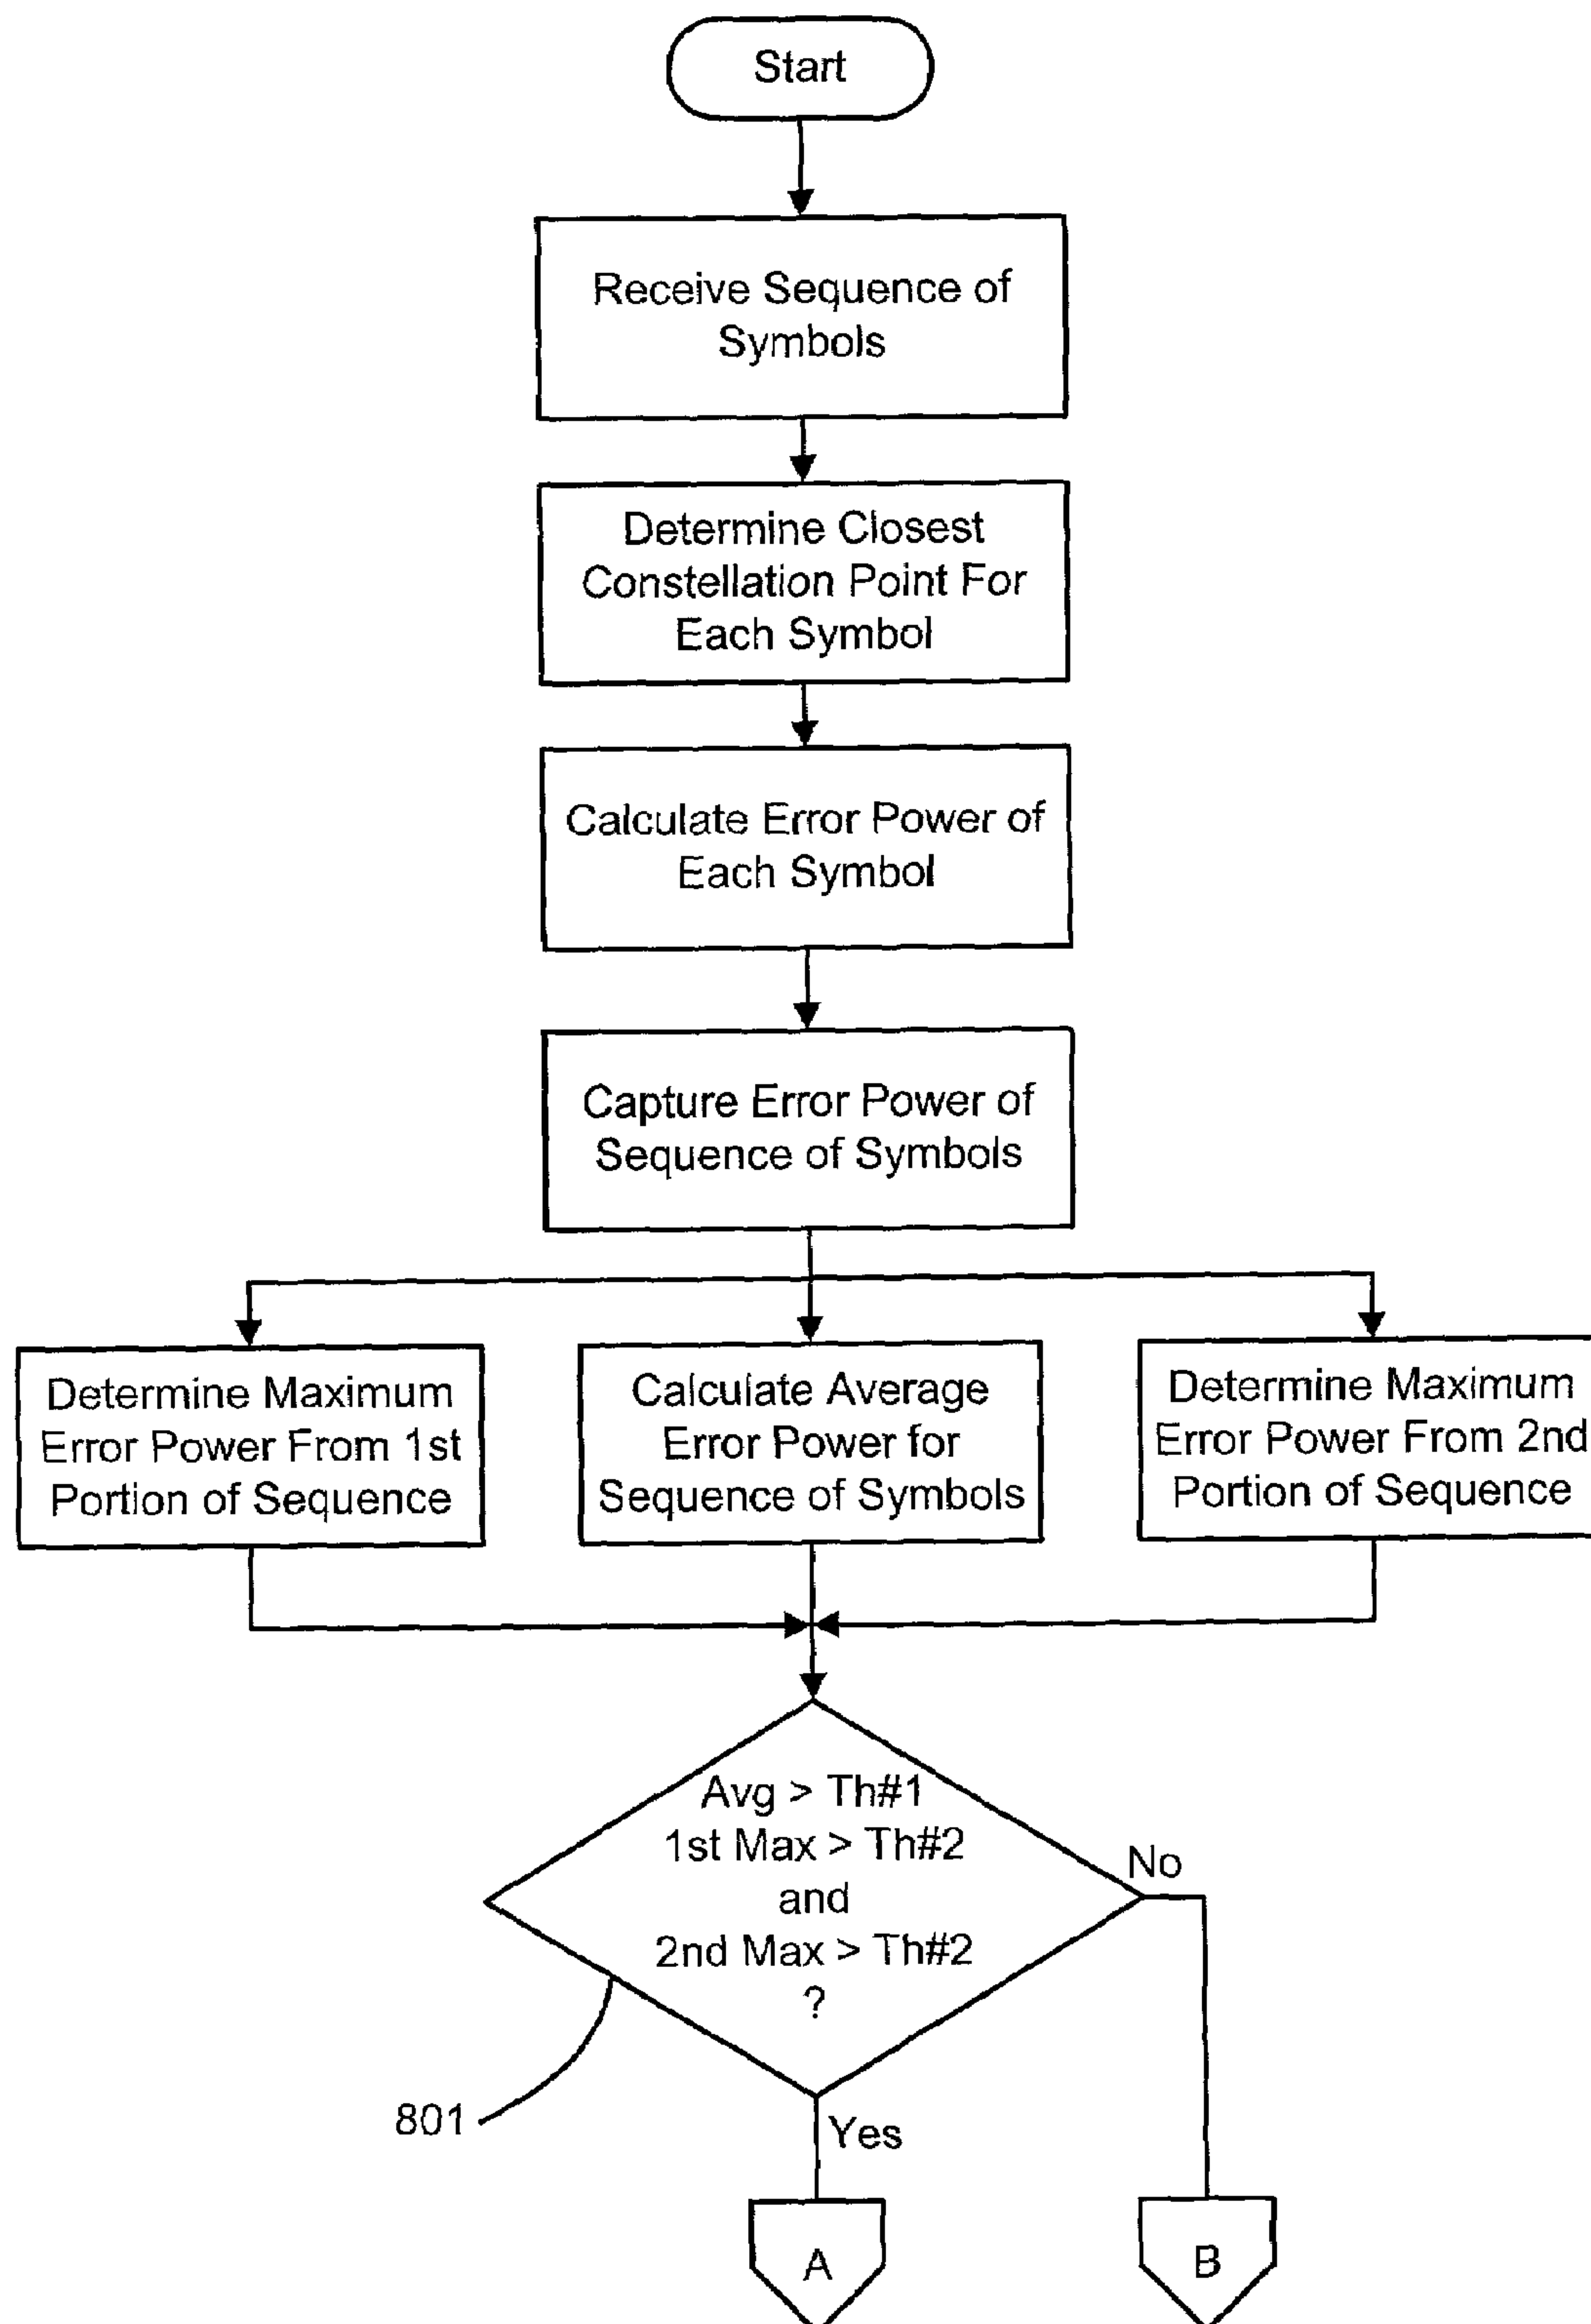 Start
Receive Sequence of
Symbols
Determine Closest
Constellation Point For
Each Symbol
Calculate Error Power of
Each Symbol
Capture Error Power of
Sequence of Symbols
Determine Maximum
Error Power From 1st
Portion of Sequence
Calculate Average
Error Power for
Sequence of Symbols
Determine Maximum
Error Power From 2nd
Portion of Sequence
Avg > Th#1
1st Max > Th#2
and
2nd Max > Th#2
?
No
801
Yes
A
B